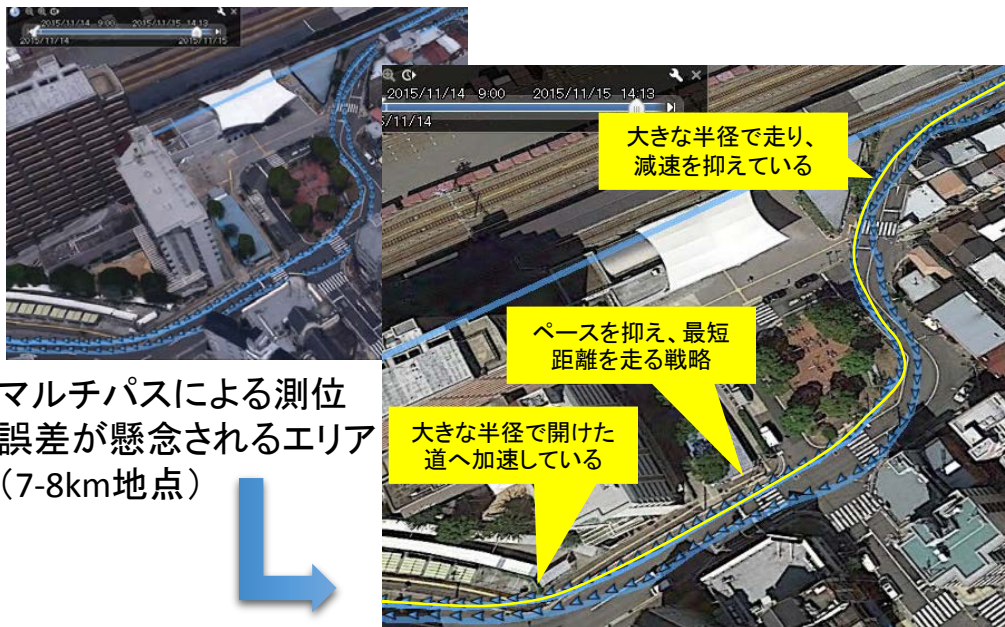 2015/11/14 9:00 2015/11/15 14:13
2015/11/14 2015/11/15
2015/11/14 9:00 2015/11/15 14:13
5/11/14
大きな半径で走り、
減速を抑えている
ペースを抑え、最短
距離を走る戦略
大きな半径で開けた
道へ加速している
マルチパスによる測位
誤差が懸念されるエリア
(7-8km地点)